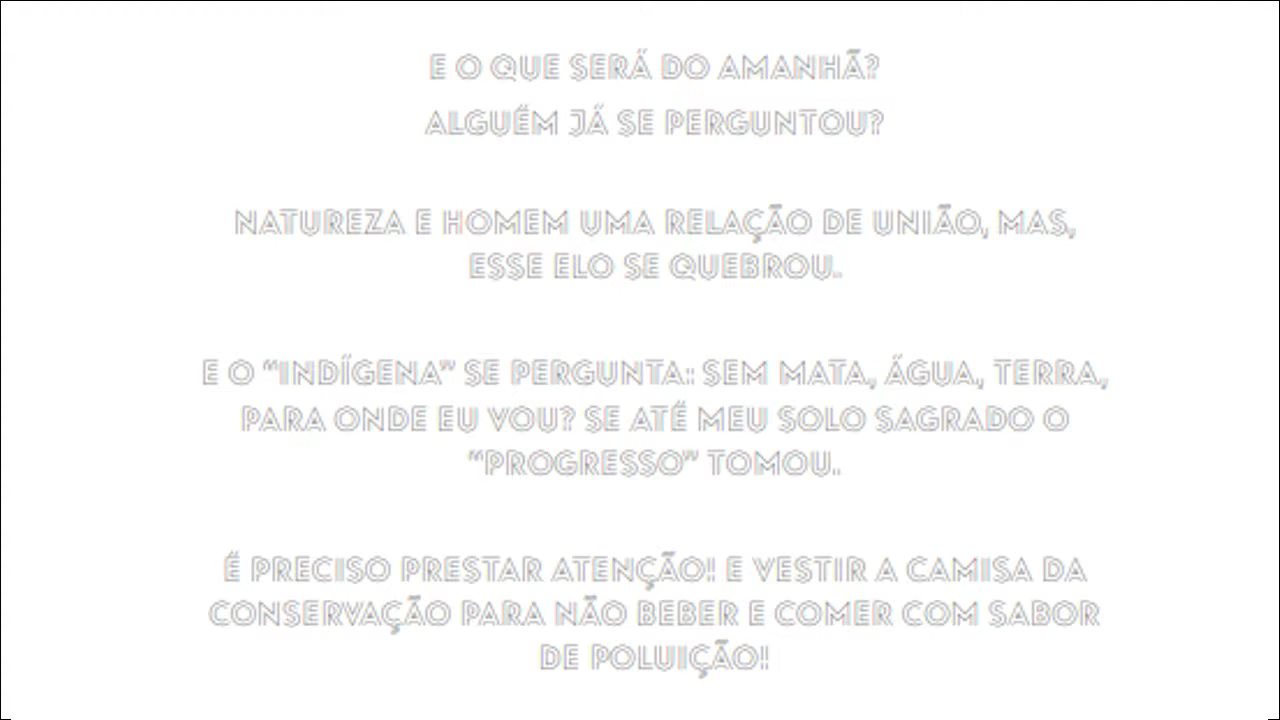 E O QUE SERÁ DO AMANHÃ?
ALGUÉM JÁ SE PERGUNTOU?
NATUREZA E HOMEM UMA RELAÇÃO DE UNIÃO, MAS,
ESSE ELO SE QUEBROU.
E O “INDÍGENA” SE PERGUNTA: SEM MATA, ÁGUA, TERRA,
PARA ONDE EU VOU? SE ATÉ MEU SOLO SAGRADO O
“PROGRESSO” TOMOU.
É PRECISO PRESTAR ATENÇÃO! E VESTIR A CAMISA DA
CONSERVAÇÃO PARA NÃO BEBER E COMER COM SABOR
DE POLUIÇÃO!